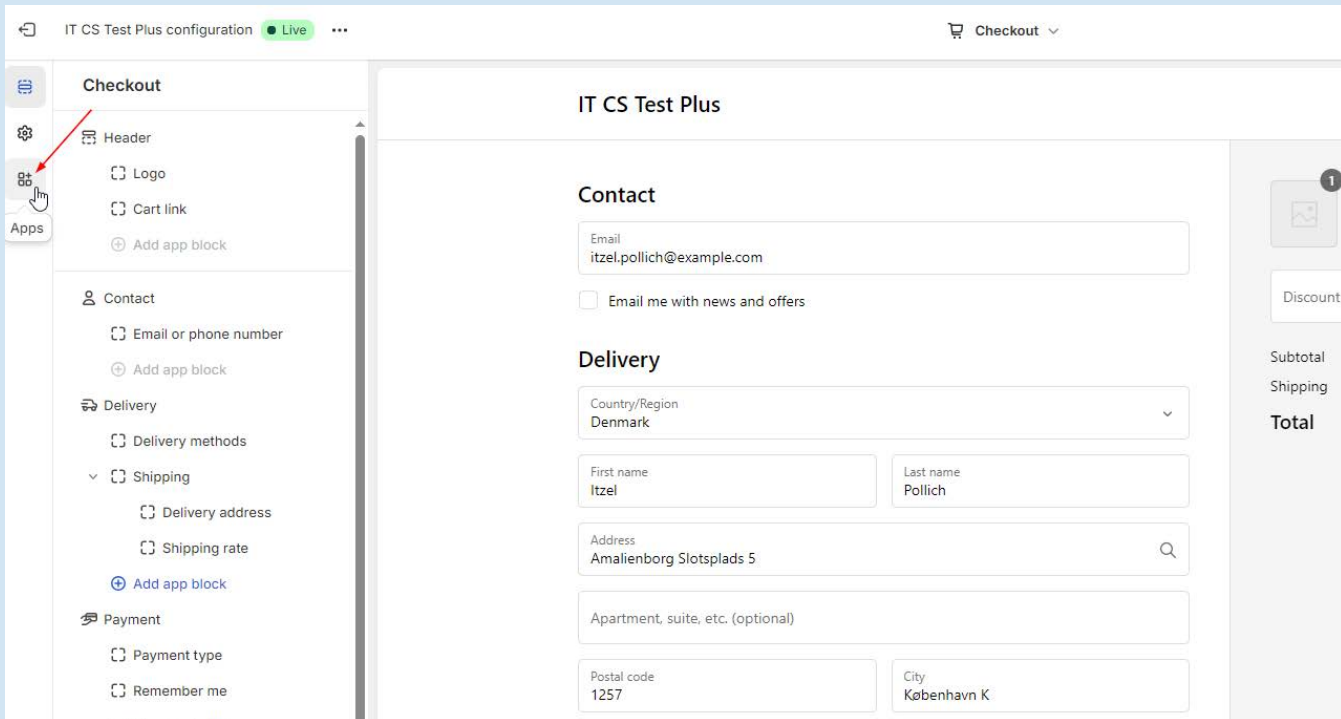 IT CS Test Plus configuration Live
Checkout
Checkout
Header
Logo
Cart link
Add app block
Apps
Contact
Email or phone number
Add app block
Delivery
Delivery methods
Shipping
Delivery address
Shipping rate
Add app block
Payment
Payment type
Remember me
IT CS Test Plus
Contact
Email
itzel.pollich@example.com
Email me with news and offers
Delivery
Country/Region
Denmark
First name
Itzel
Last name
Pollich
Address
Amalienborg Slotsplads 5
Apartment, suite, etc. (optional)
Postal code
1257
City
København K
1
Discount
Subtotal
Shipping
Total